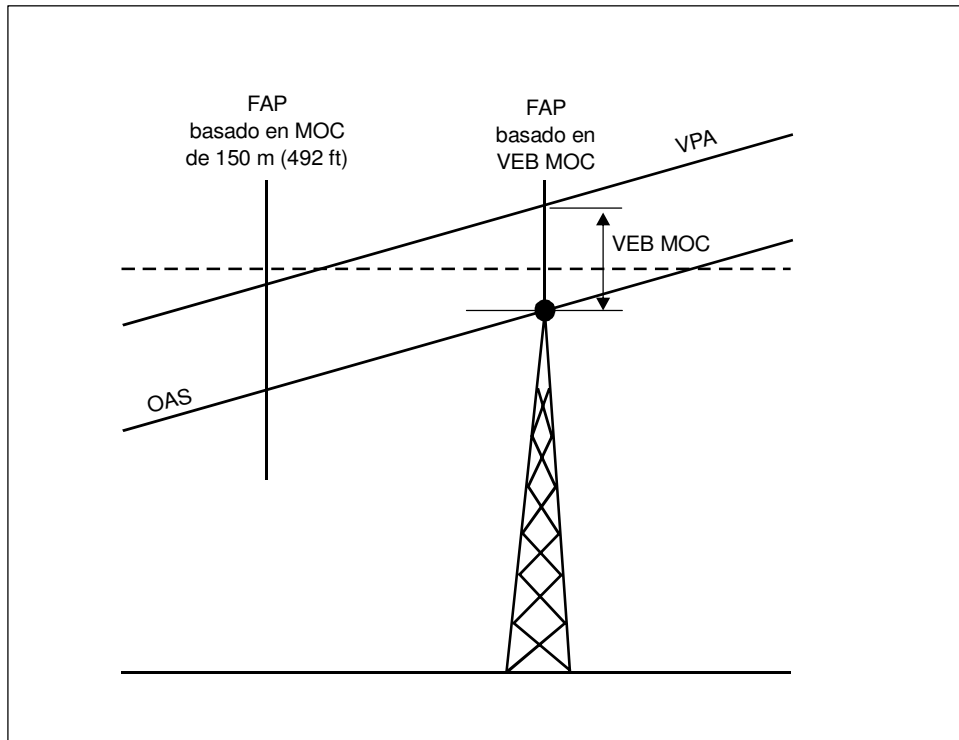 FAP
basado en MOC
de 150 m (492 ft)
FAP
basado en
VEB MOC
VPA
VEB MOC
OAS